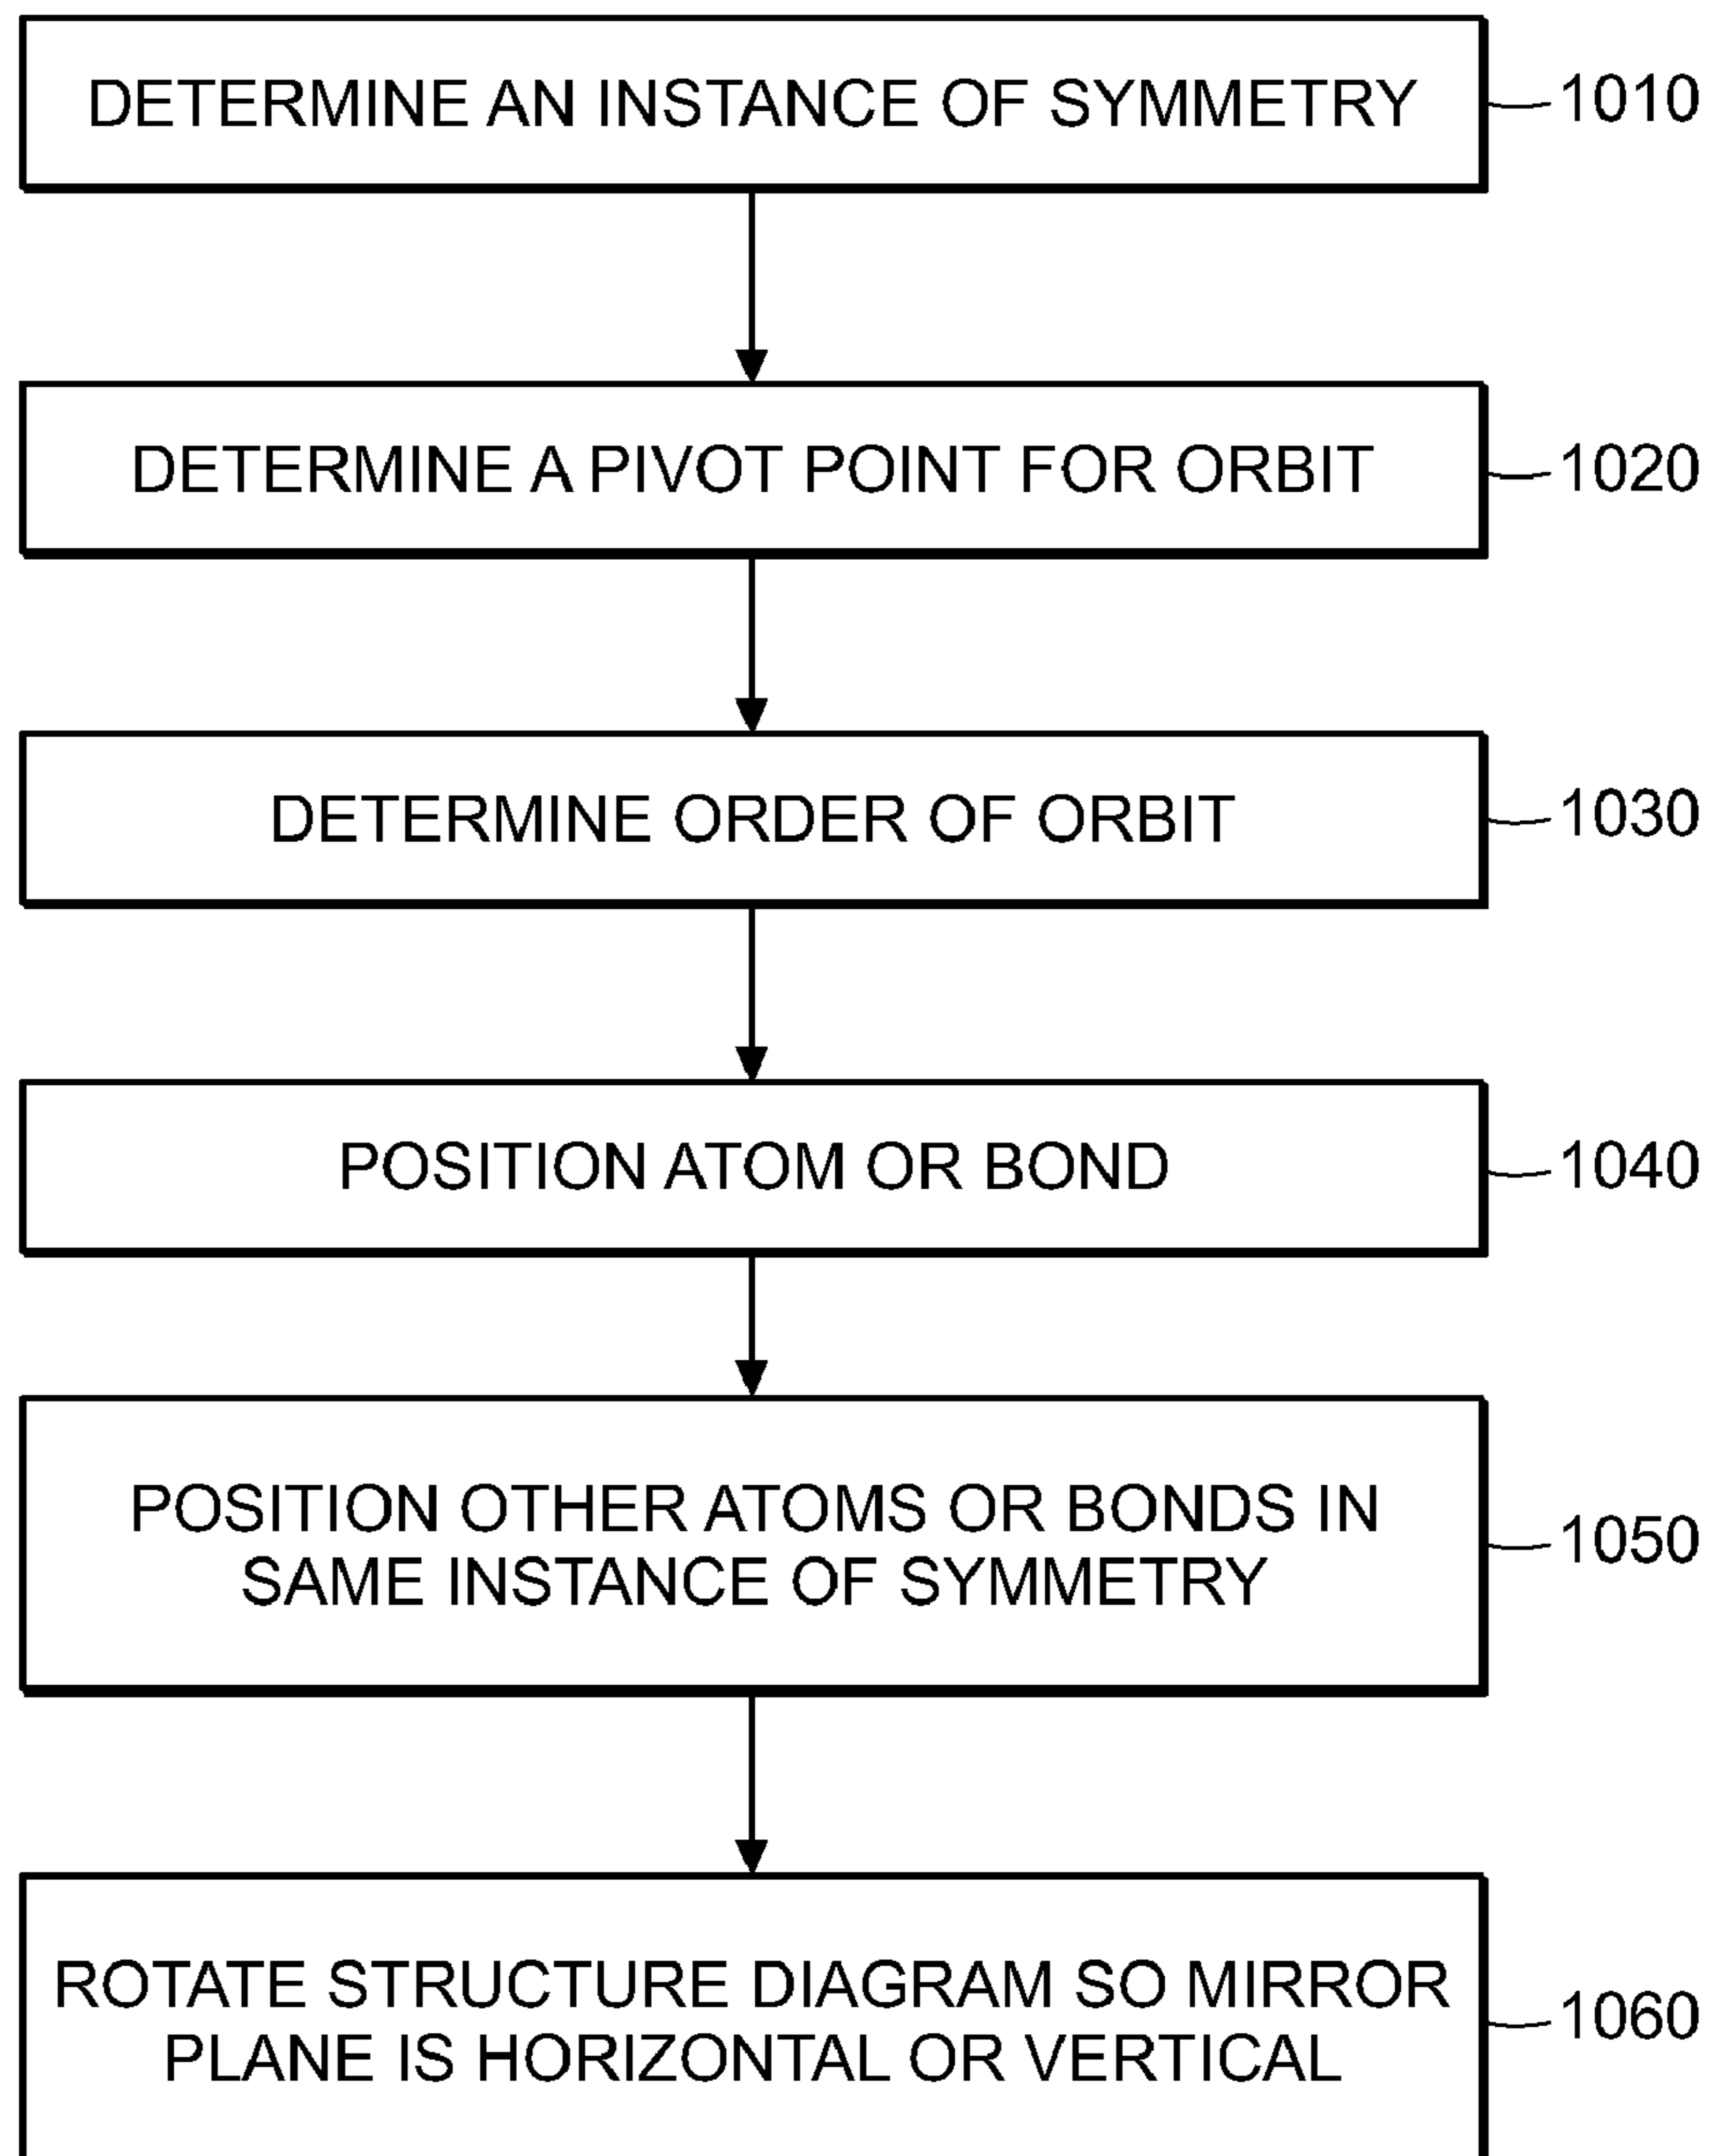 DETERMINE AN INSTANCE OF SYMMETRY
1010
DETERMINE A PIVOT POINT FOR ORBIT
1020
DETERMINE ORDER OF ORBIT
1030
POSITION ATOM OR BOND
1040
POSITION OTHER ATOMS OR BONDS IN
SAME INSTANCE OF SYMMETRY
1050
ROTATE STRUCTURE DIAGRAM SO MIRROR
PLANE IS HORIZONTAL OR VERTICAL
1060